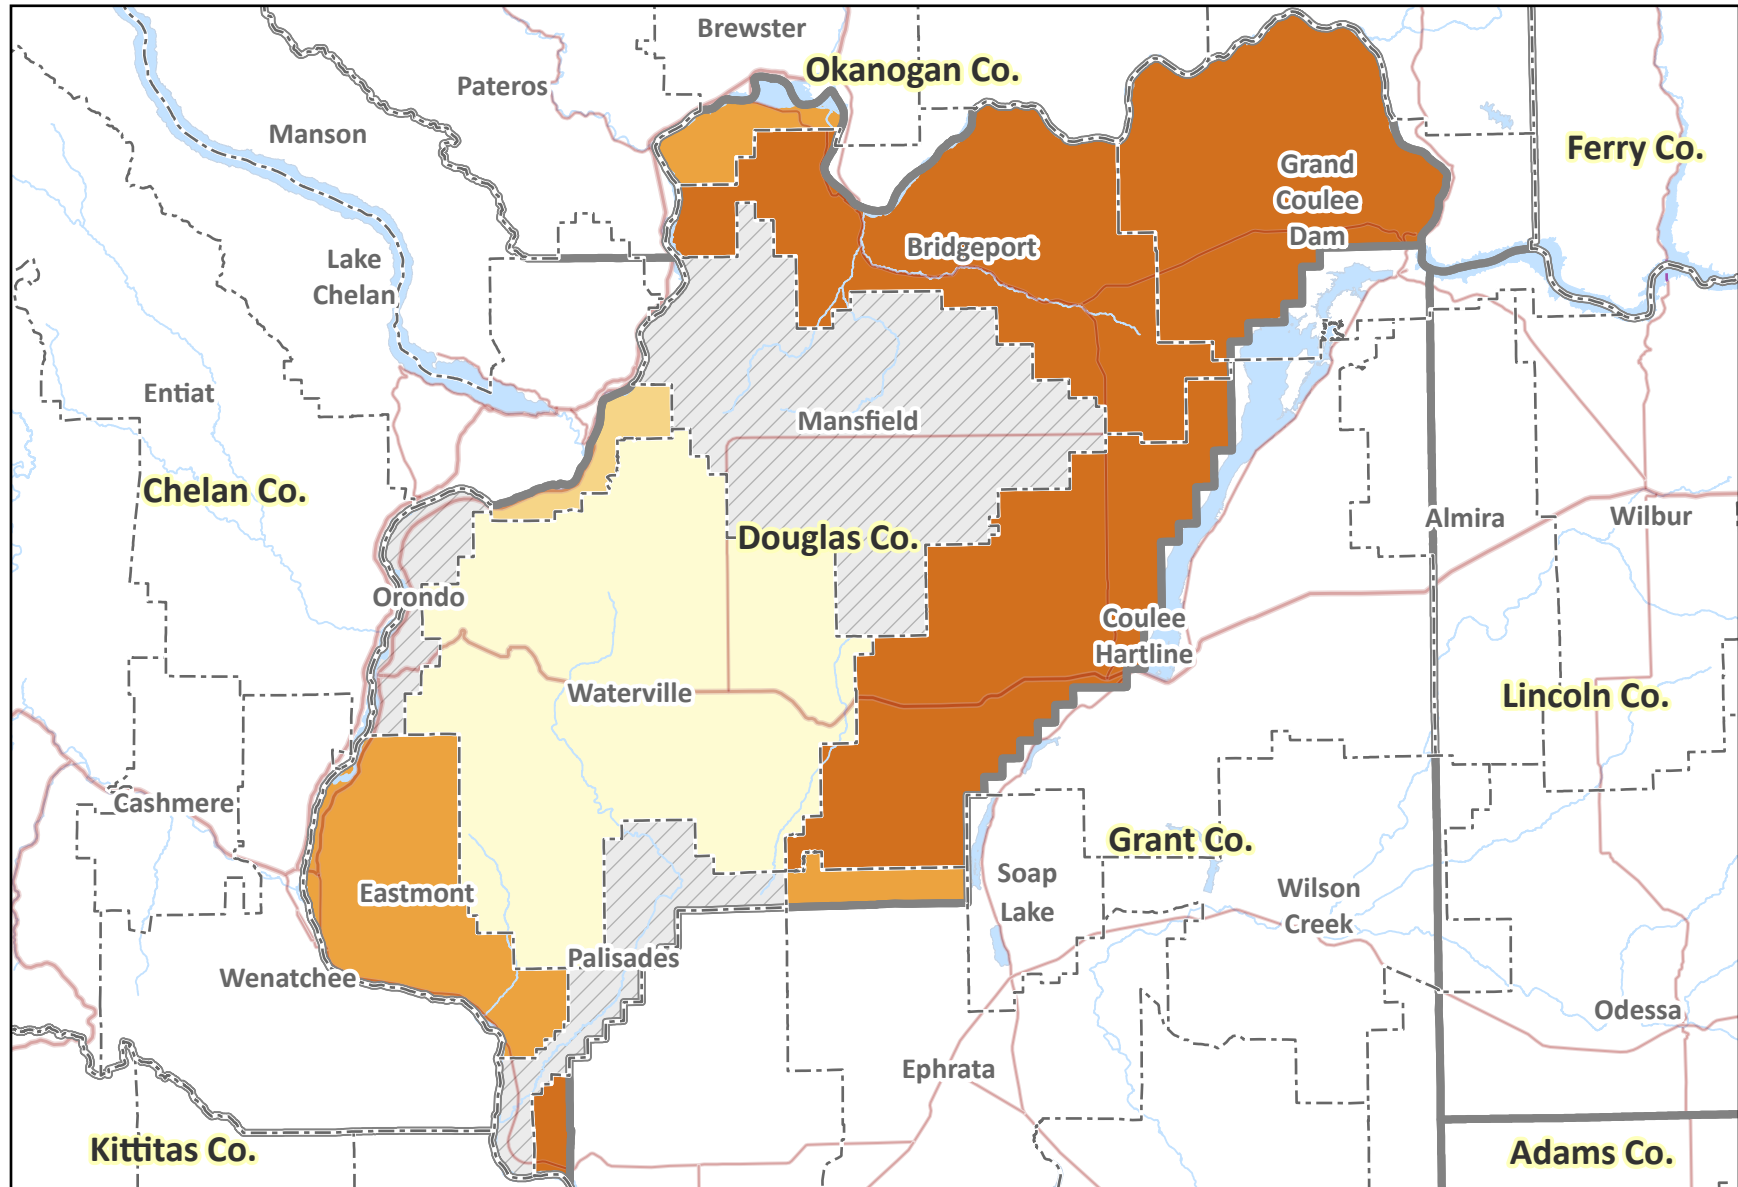 Brewster
Okanogan Co.
Pateros
Manson
Ferry Co.
Grand
Coulee
Dam
Bridgeport
Lake
Chelan
Entiat
Mansfield
Chelan Co.
Almira
Wilbur
Douglas Co.
Orondo
Coulee
Hartline
Waterville
Lincoln Co.
Cashmere
Grant Co.
Eastmont
Soap
Lake
Wilson
Creek
Palisades
Wenatchee
Odessa
Ephrata
Kittitas Co.
Adams Co.